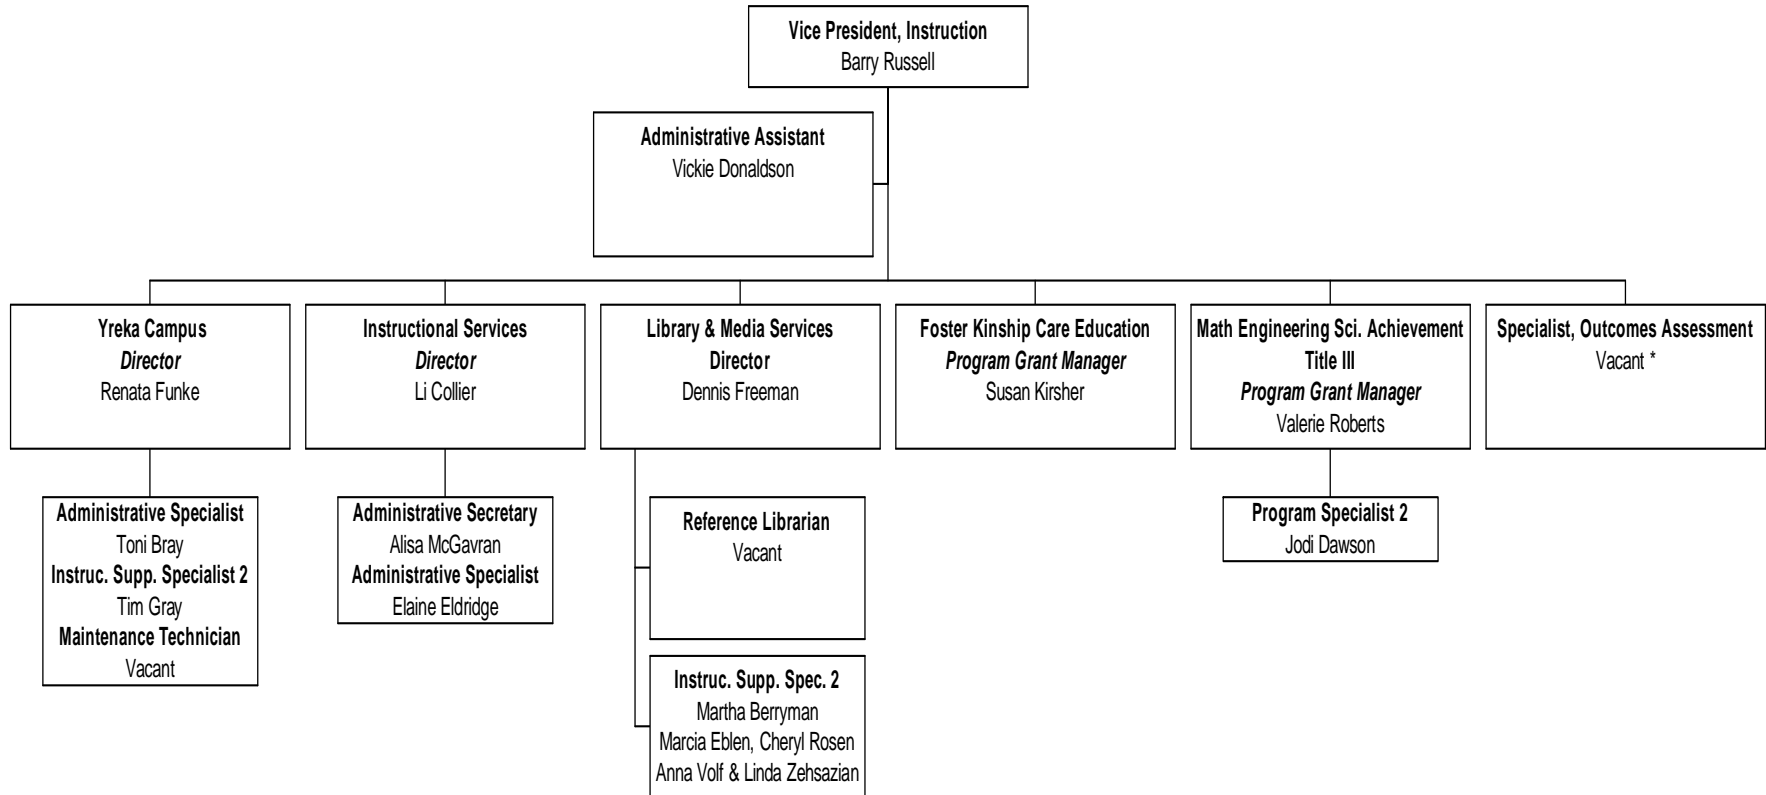 Vice President, Instruction
Barry Russell
Administrative Assistant
Vickie Donaldson
Yreka Campus
Director
Renata Funke
Instructional Services
Director
Li Collier
Library & Media Services
Director
Dennis Freeman
Foster Kinship Care Education
Program Grant Manager
Susan Kirsher
Math Engineering Sci. Achievement
Title III
Program Grant Manager
Valerie Roberts
Specialist, Outcomes Assessment
Vacant *
Administrative Specialist
Toni Bray
Instruc. Supp. Specialist 2
Tim Gray
Maintenance Technician
Vacant
Administrative Secretary
Alisa McGavran
Administrative Specialist
Elaine Eldridge
Reference Librarian
Vacant
Instruc. Supp. Spec. 2
Martha Berryman
Marcia Eblen, Cheryl Rosen
Anna Volf & Linda Zehsazian
Program Specialist 2
Jodi Dawson